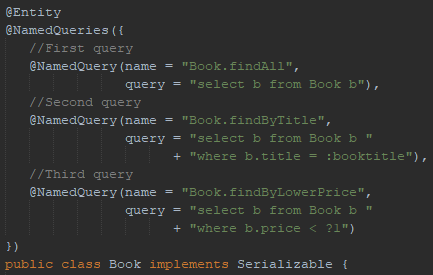 @Entity
@NamedQueries({
//First query
@NamedQuery(name = "Book.findAll",
query = "select b from Book b"),
//Second query
@NamedQuery(name = "Book.findByTitle",
query = "select b from Book b "
+ "where b.title = :booktitle"),
//Third query
@NamedQuery(name = "Book.findByLowerPrice",
query = "select b from Book b "
+ "where b.price < ?1")
})
public class Book implements Serializable {